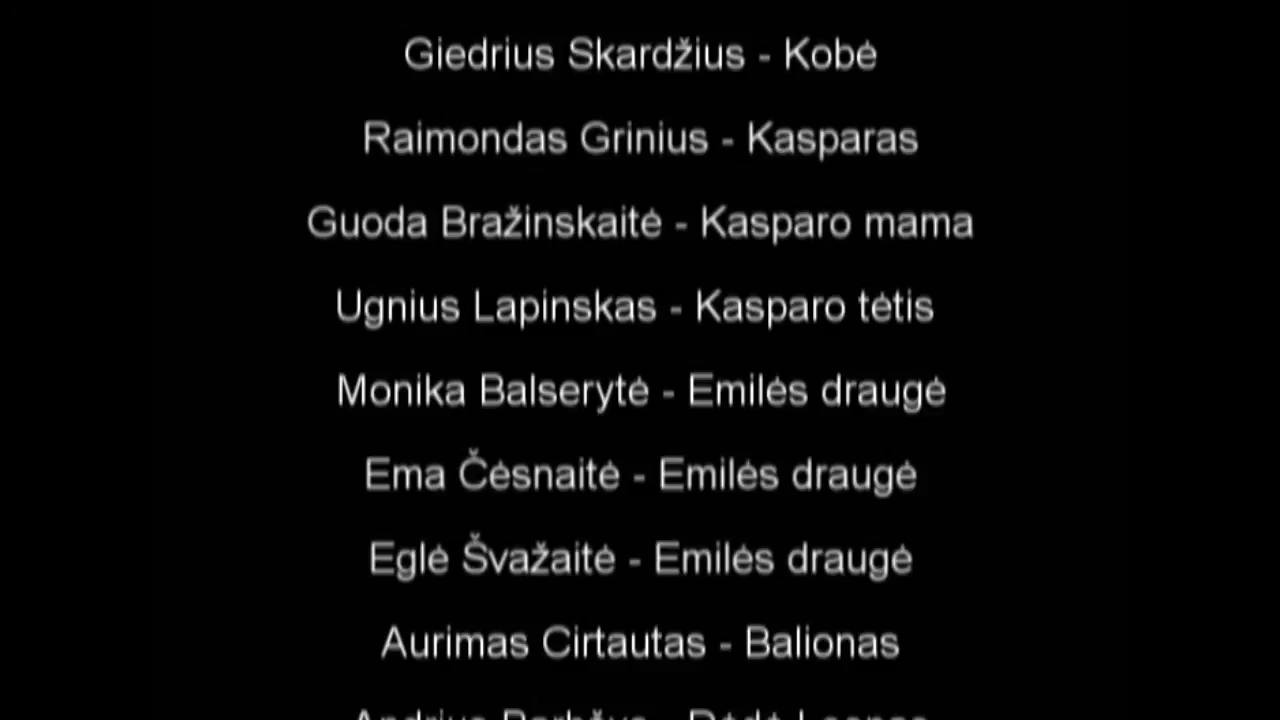 Giedrius Skardžius - Kobė
Raimondas Grinius - Kasparas
Guoda Bražinskaitė - Kasparo mama
Ugnius Lapinskas - Kasparo tėtis
Monika Balserytė - Emilės draugė
Ema Čėsnaitė - Emilės draugė
Eglė Švažaitė - Emilės draugė
Aurimas Cirtautas - Balionas